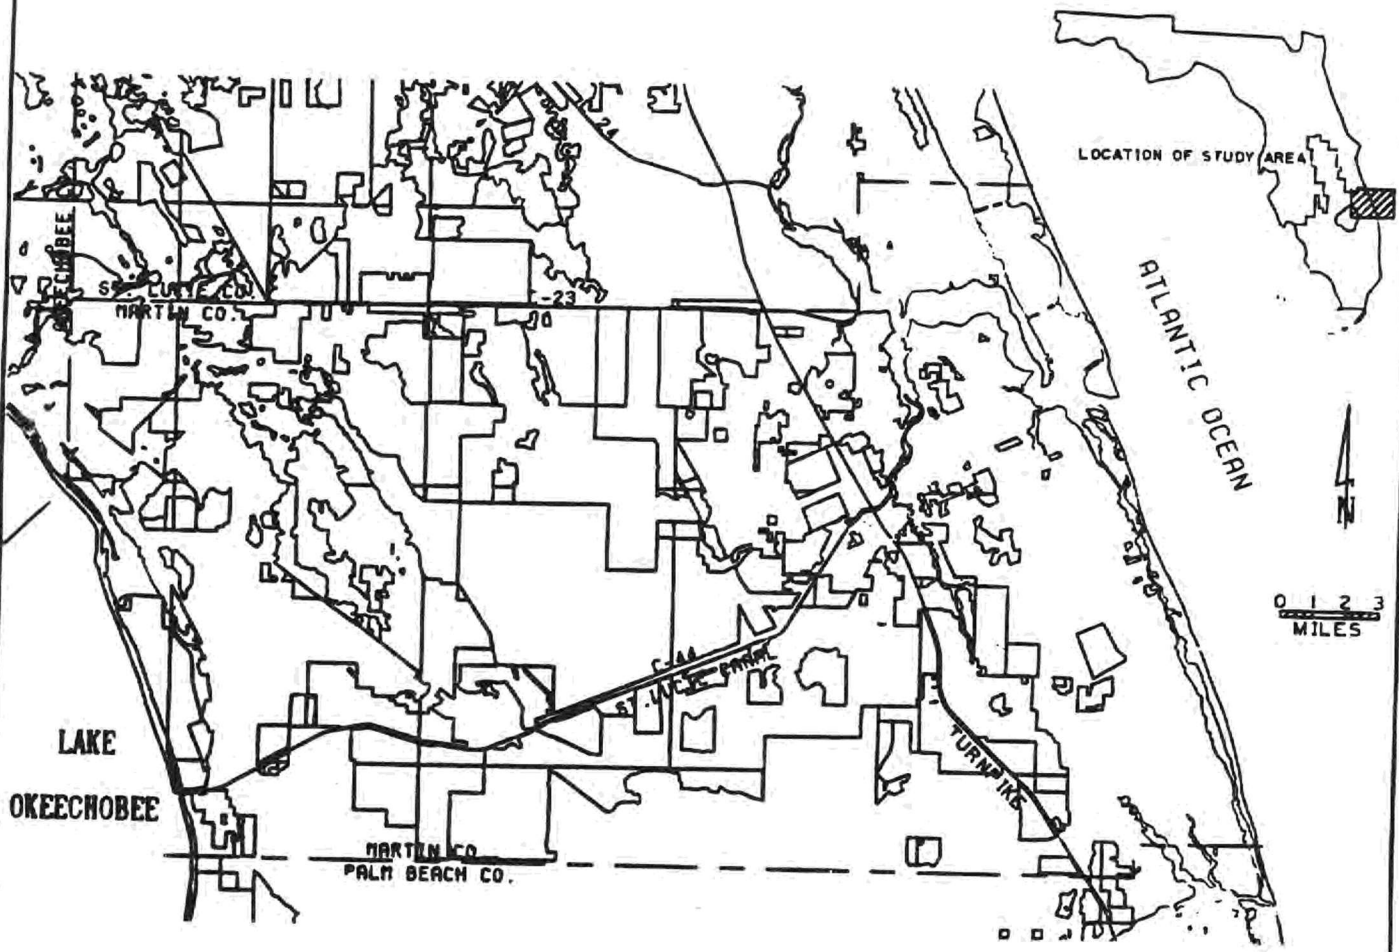 24
LOCATION OF STUDY AREA
OKEECHOBEE
ST. LUCIE CO.
MARTIN CO.
C-23
ATLANTIC OCEAN
N
0 1 2 3
MILES
C-44
ST. LUCIE CANAL
TURNPIKE
LAKE
OKEECHOBEE
MARTIN CO.
PALM BEACH CO.